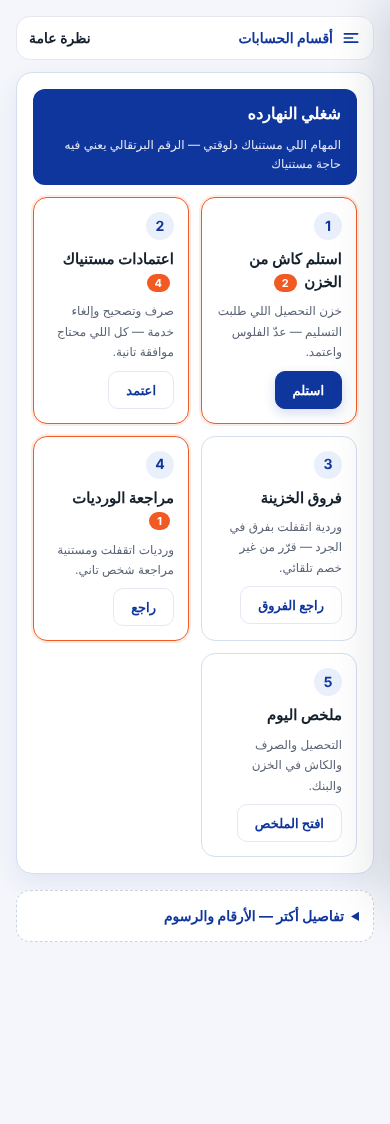 أقسام الحسابات
نظرة عامة
شغلي النهارده
المهام اللي مستنياك دلوقتي — الرقم البرتقالي يعني فيه
حاجة مستنياك
1
استلم كاش من
الخزن 2
خزن التحصيل اللي طلبت
التسليم — عدّ الفلوس
واعتمد.
استلم
2
اعتمادات مستنياك
4
صرف وتصحيح وإلغاء
خدمة — كل اللي محتاج
موافقة تانية.
اعتمد
3
فروق الخزينة
وردية اتقفلت بفرق في
الجرد — قرّر من غير
خصم تلقائي.
راجع الفروق
4
مراجعة الورديات
1
ورديات اتقفلت ومستنية
مراجعة شخص تاني.
راجع
5
ملخص اليوم
التحصيل والصرف
والكاش في الخزن
والبنك.
افتح الملخص
تفاصيل أكتر — الأرقام والرسوم